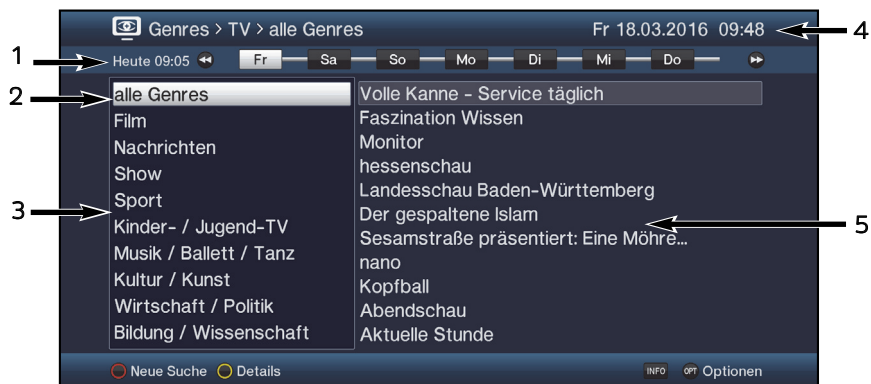 Genres > TV > alle Genres Fr 18.03.2016 09:48
4
1
Heute 09:05 Fr Sa So Mo Di Mi Do
2
alle Genres
Film
Nachrichten
Show
Sport
3
Kinder- / Jugend-TV
Musik / Ballett / Tanz
Kultur / Kunst
Wirtschaft / Politik
Bildung / Wissenschaft
Volle Kanne - Service täglich
Faszination Wissen
Monitor
hessenschau
Landesschau Baden-Württemberg
Der gespaltene Islam
5
Sesamstraße präsentiert: Eine Möhre...
nano
Kopfball
Abendschau
Aktuelle Stunde
Neue Suche Details INFO OPT Optionen